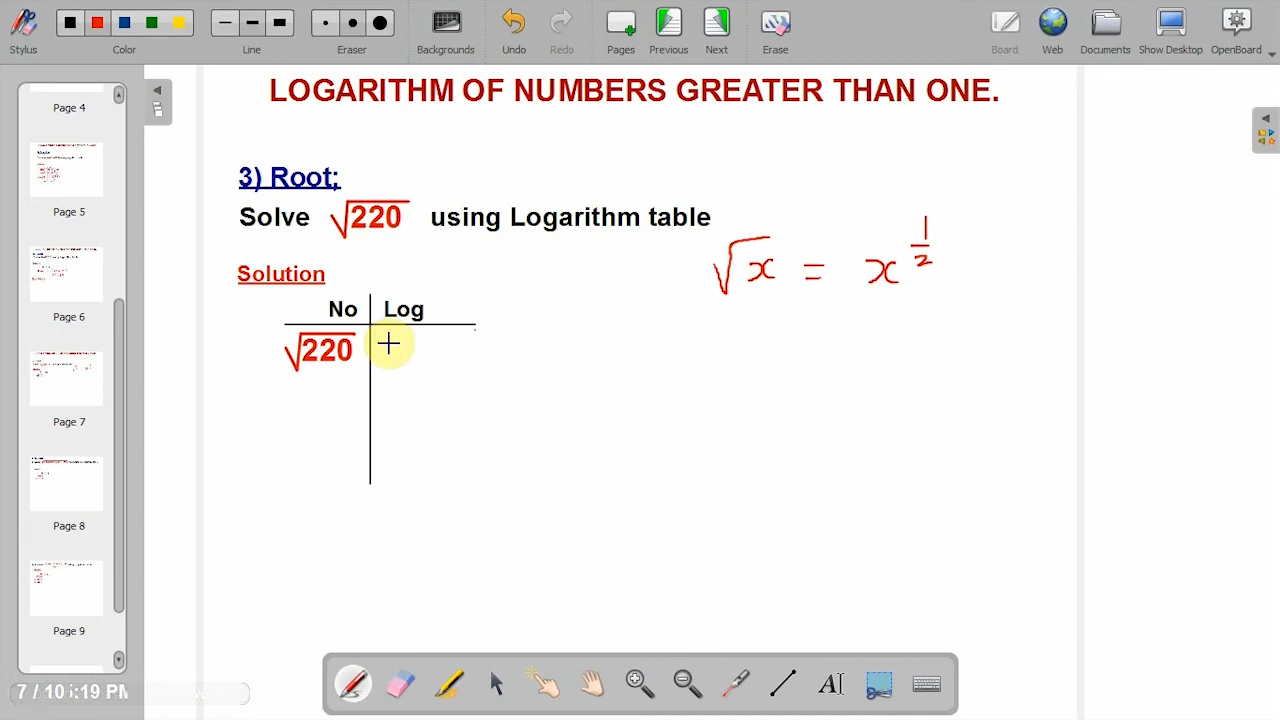 Stylus
Color
Line
Eraser
Backgrounds
Undo
Redo
Pages
Previous
Next
Erase
Board
Web
Documents
Show Desktop
OpenBoard
Page 4
Page 5
Page 6
Page 7
Page 8
Page 9
LOGARITHM OF NUMBERS GREATER THAN ONE.
3) Root;
Solve √220 using Logarithm table
√x = x^1/2
Solution
No Log
√220